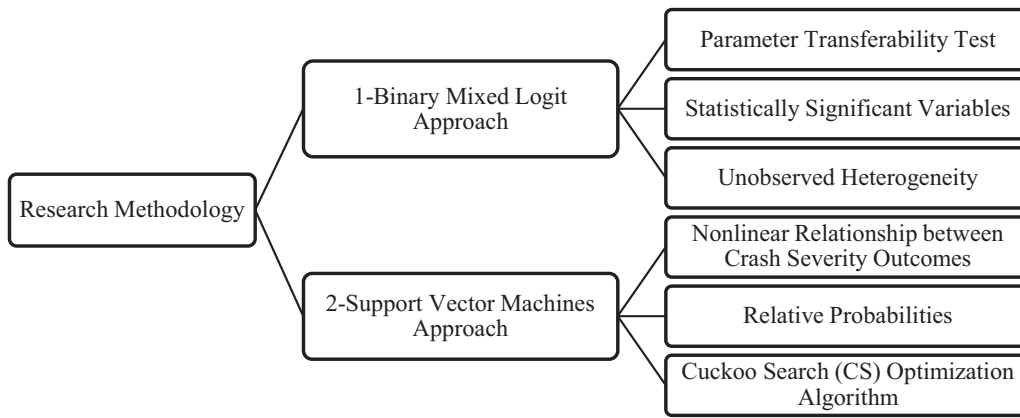 Research Methodology
1-Binary Mixed Logit
Approach
Parameter Transferability Test
Statistically Significant Variables
Unobserved Heterogeneity
2-Support Vector Machines
Approach
Nonlinear Relationship between
Crash Severity Outcomes
Relative Probabilities
Cuckoo Search (CS) Optimization
Algorithm